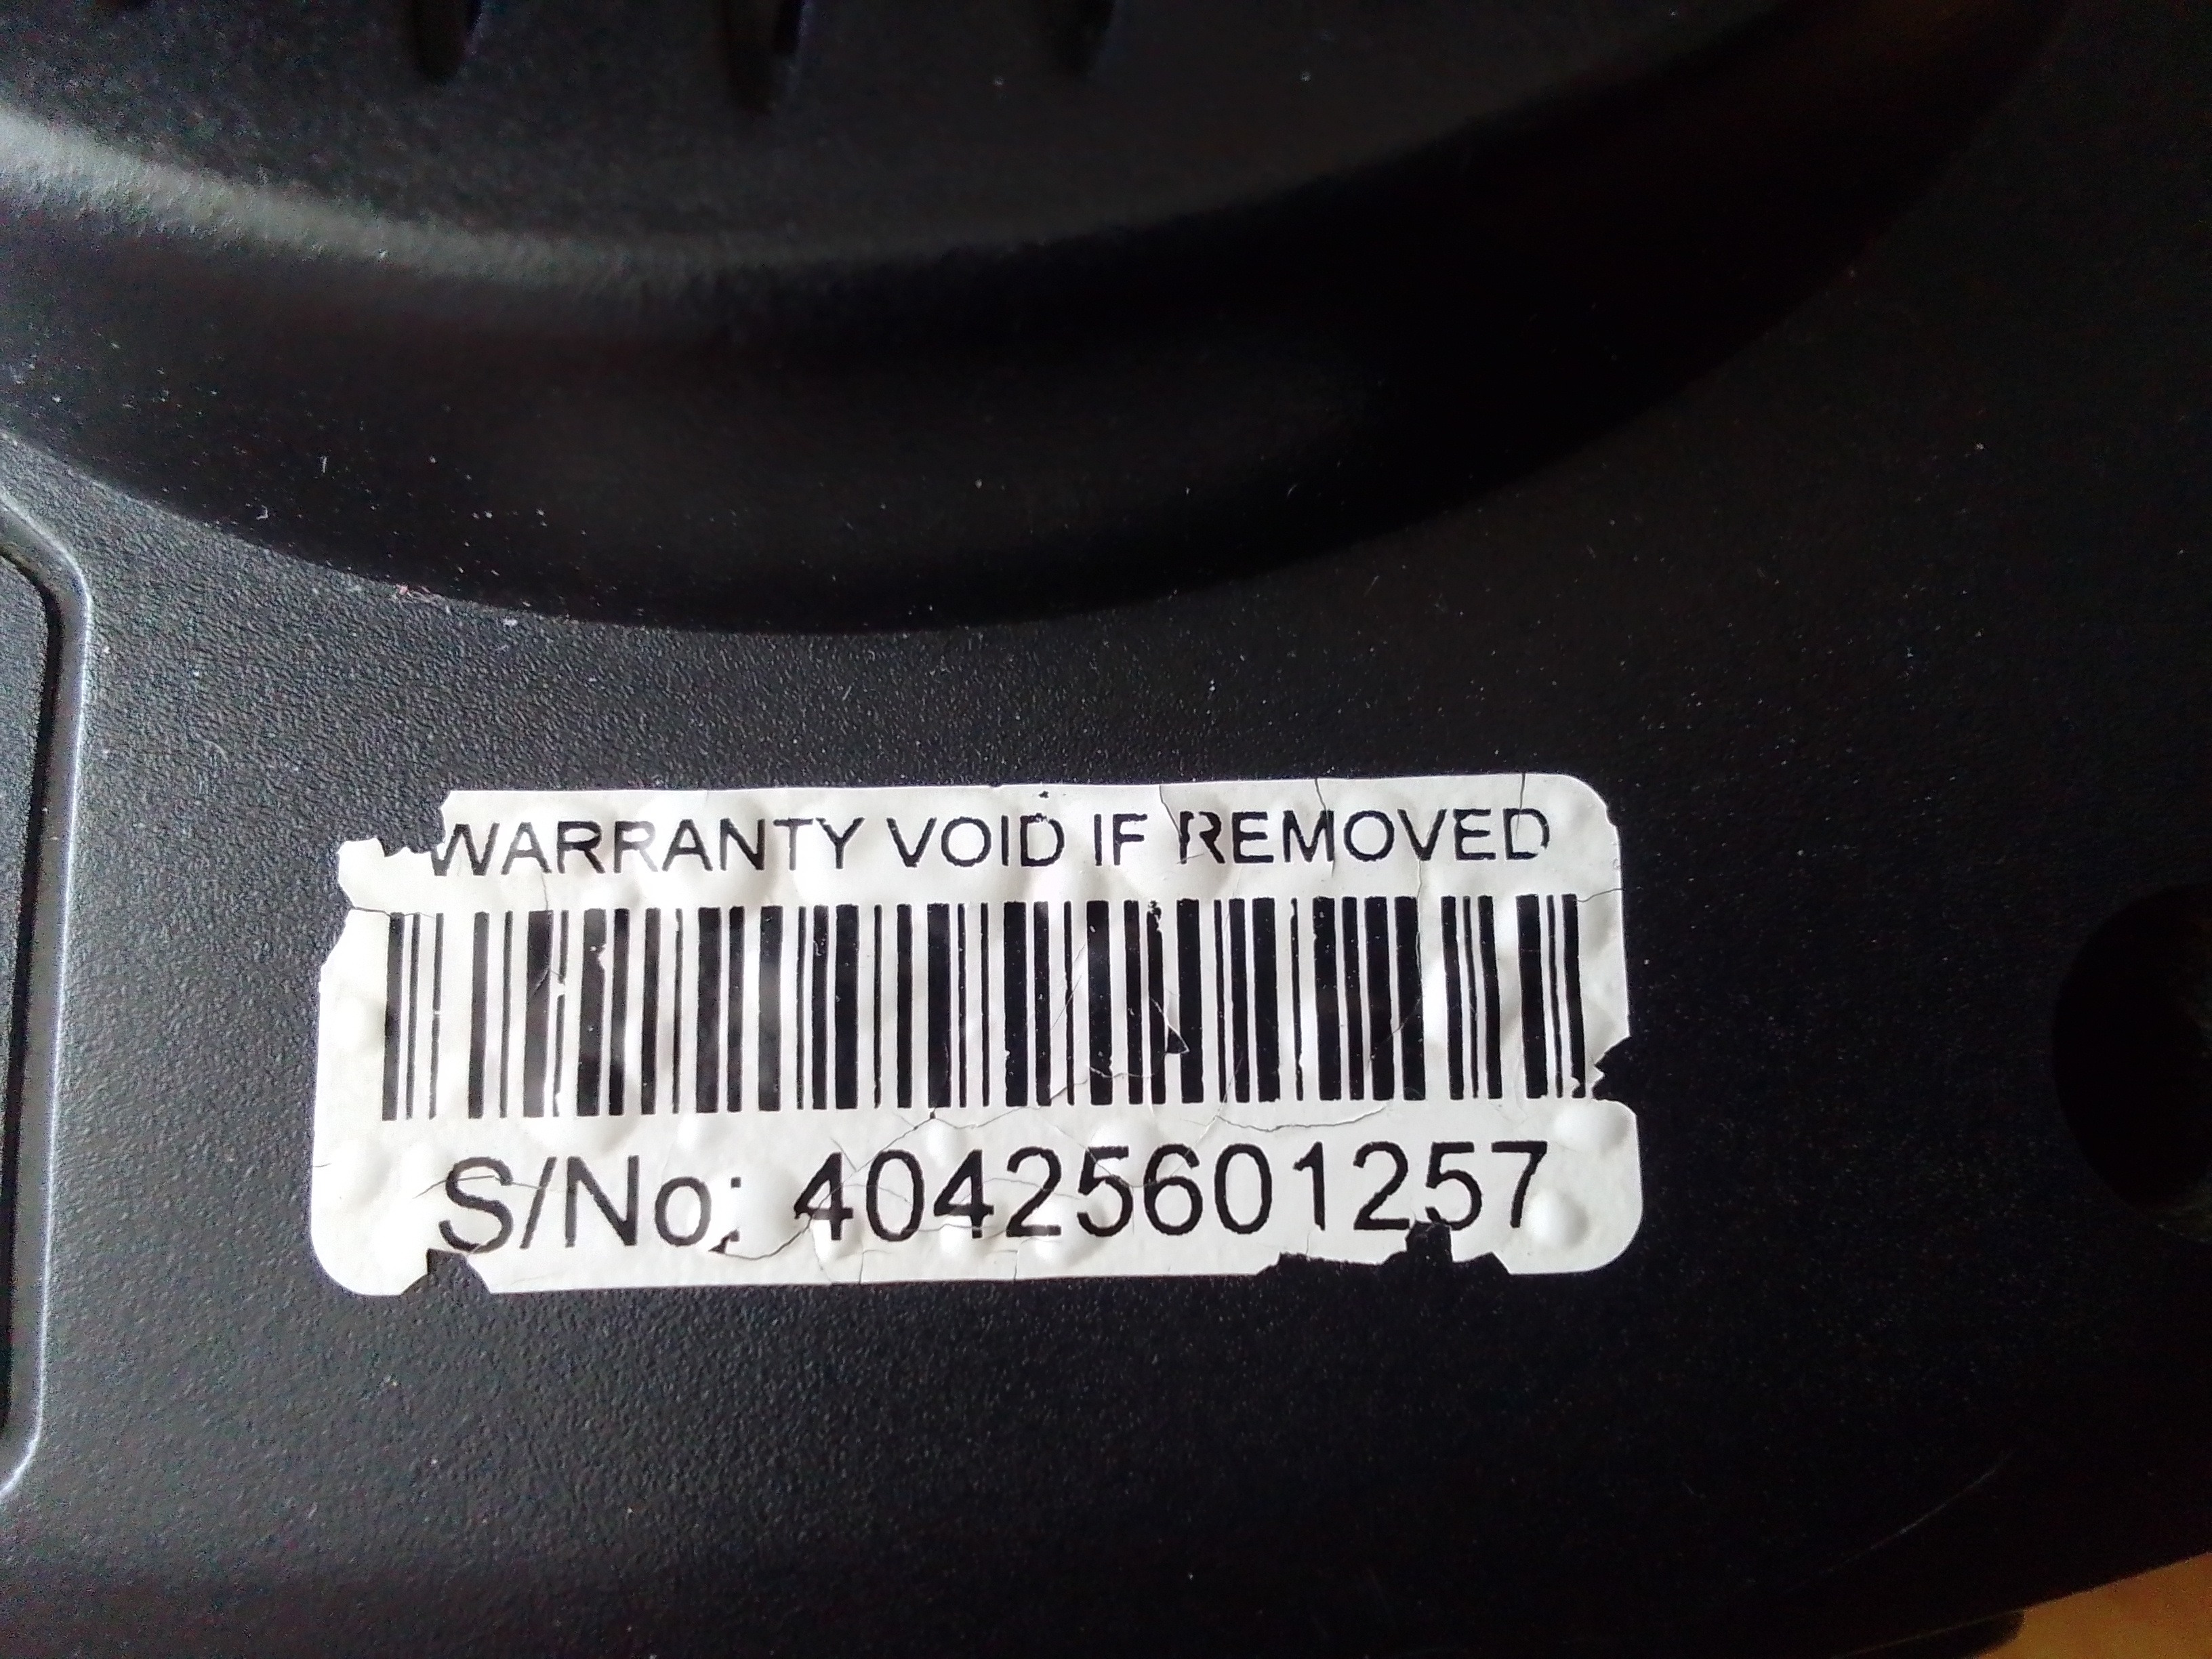 WARRANTY VOID IF REMOVED
S/No: 40425601257